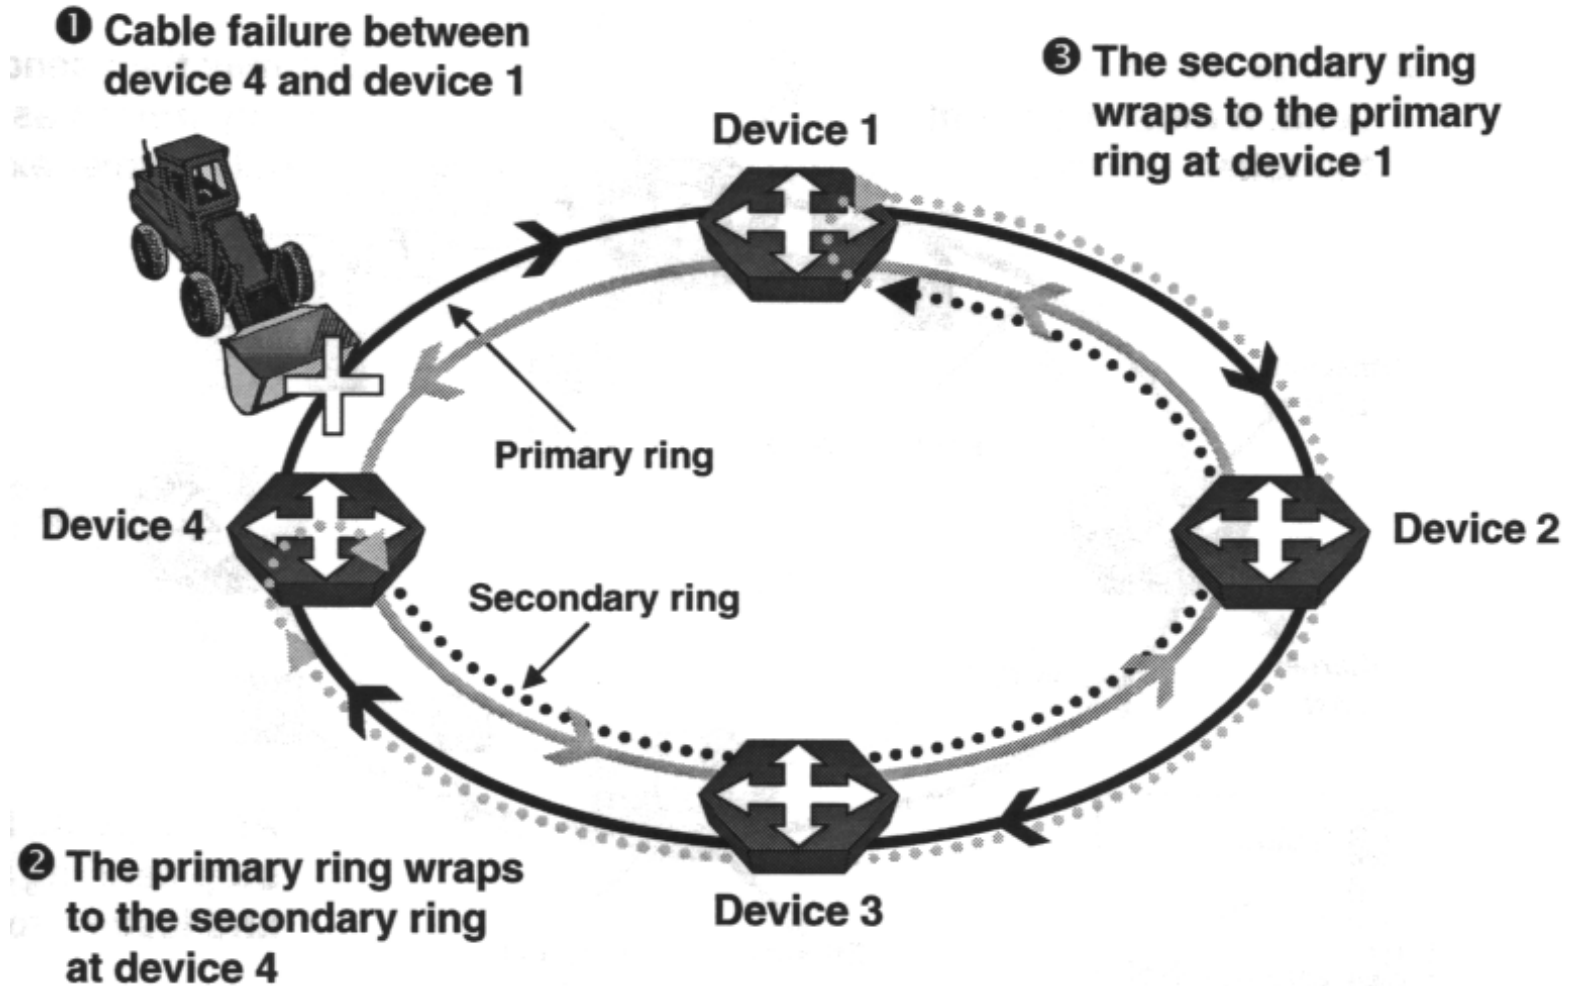 ❶ Cable failure between
device 4 and device 1
❸ The secondary ring
wraps to the primary
ring at device 1
Device 1
Primary ring
Device 4
Device 2
Secondary ring
❷ The primary ring wraps
to the secondary ring
at device 4
Device 3